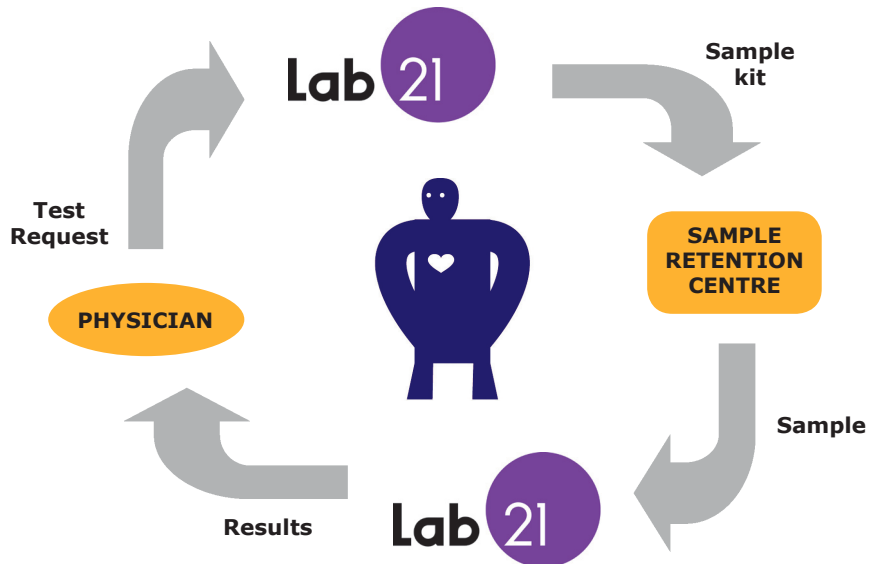 Lab 21
Sample
kit
Test
Request
SAMPLE
RETENTION
CENTRE
PHYSICIAN
Sample
Results
Lab 21